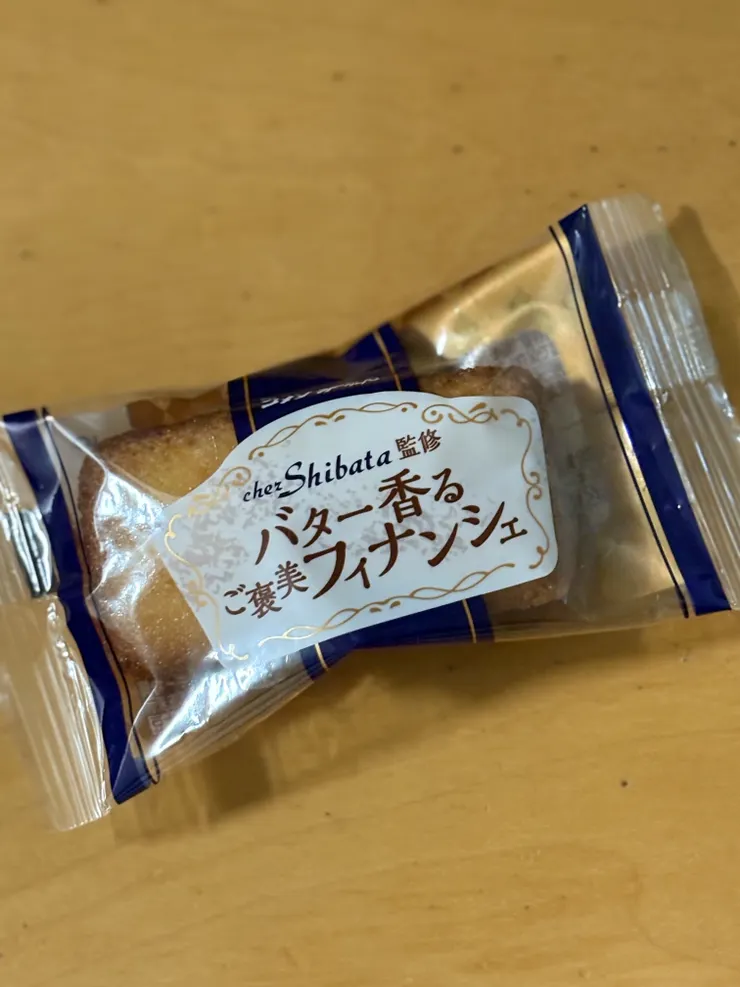 chez Shibata 監修
バター香る
ご褒美フィナンシェ